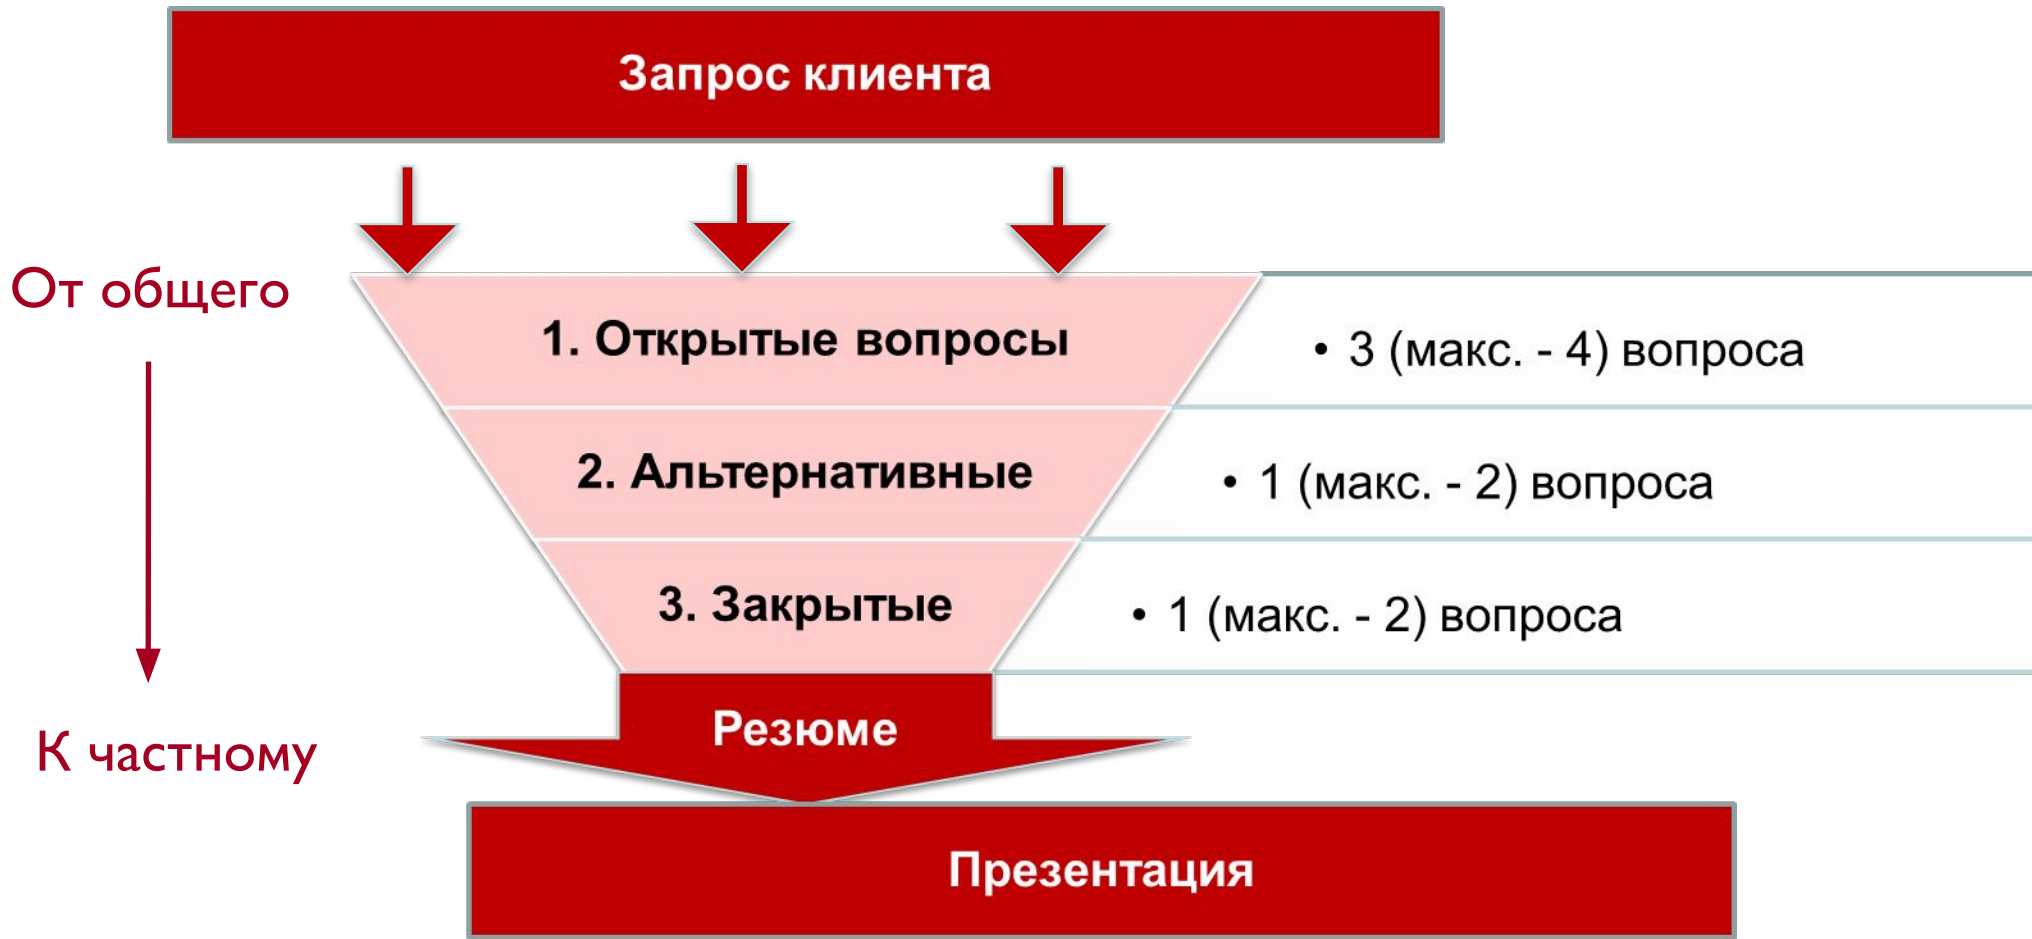 Запрос клиента
От общего
1. Открытые вопросы
• 3 (макс. - 4) вопроса
2. Альтернативные
• 1 (макс. - 2) вопроса
3. Закрытые
• 1 (макс. - 2) вопроса
Резюме
К частному
Презентация